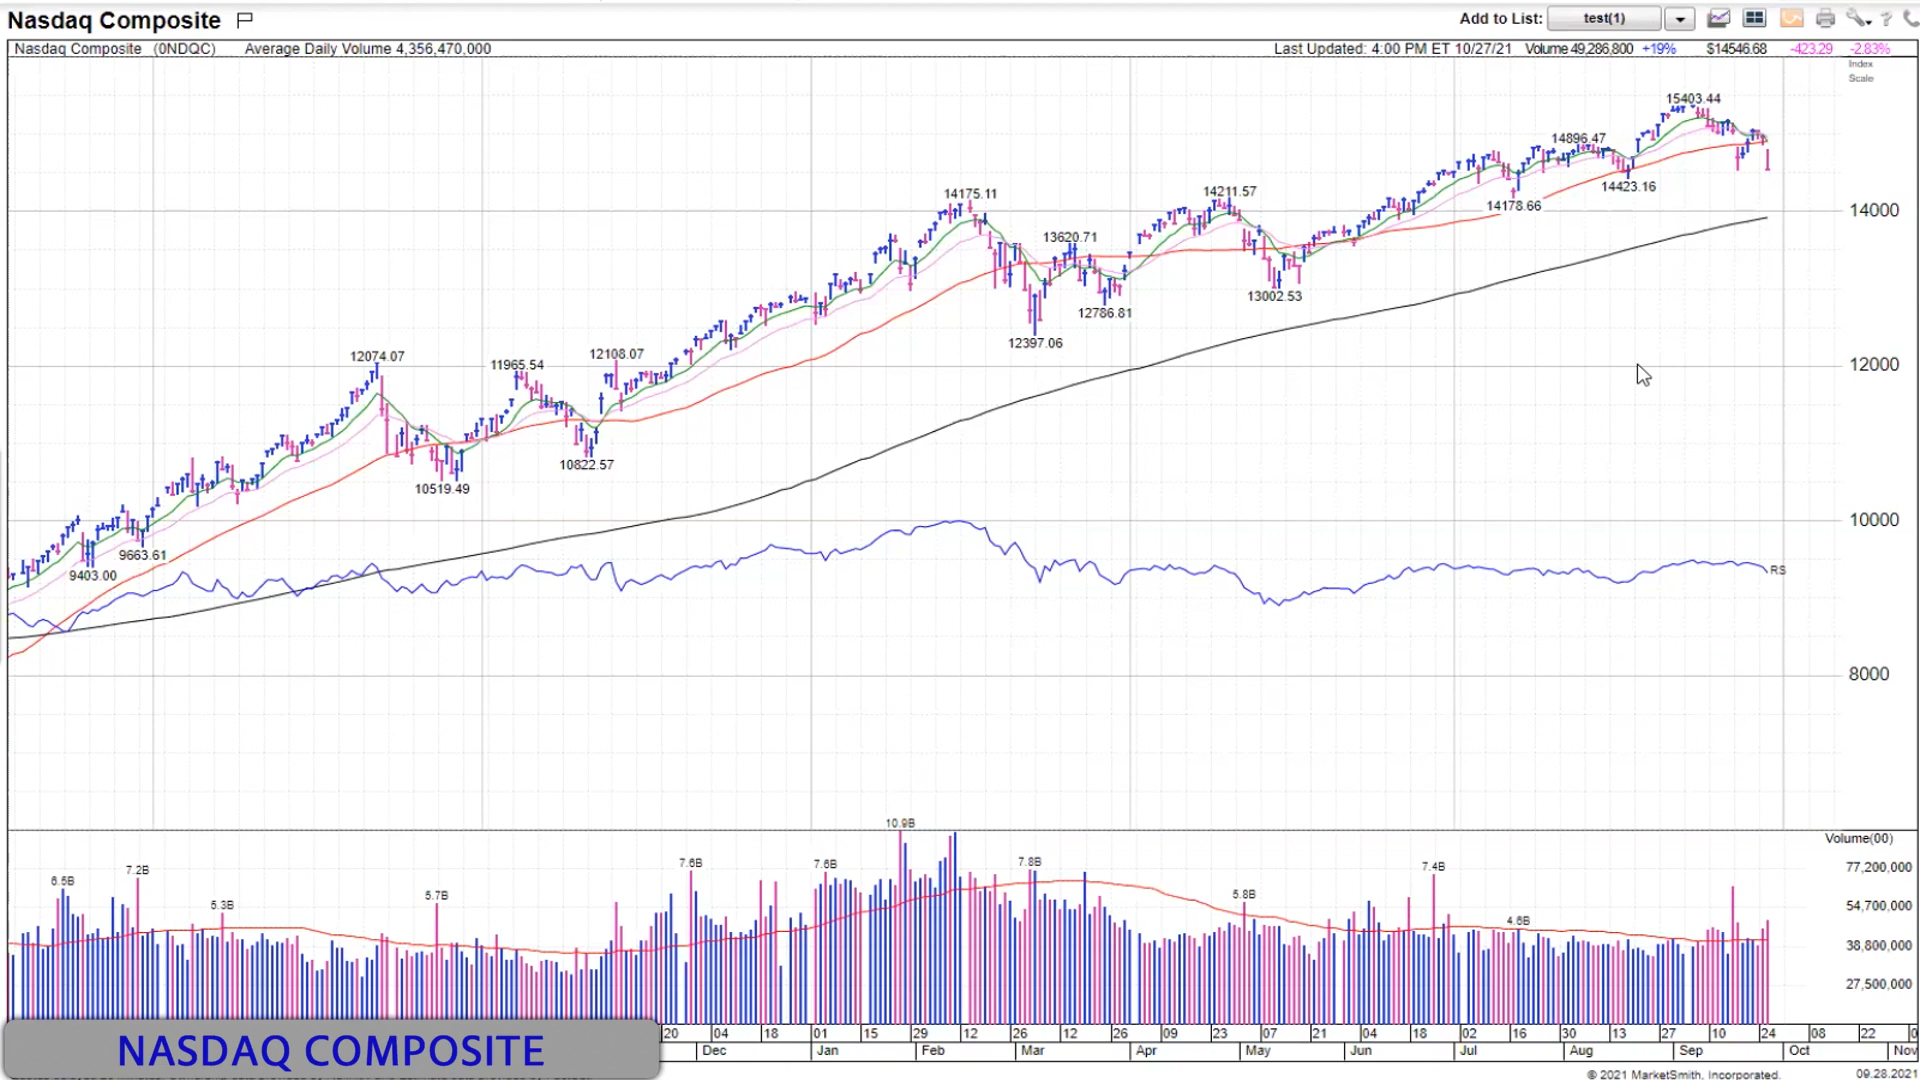 Nasdaq Composite
Add to List: test(1)
Nasdaq Composite (0NDQC) Average Daily Volume 4,356,470,000
Last Updated: 4:00 PM ET 10/27/21 Volume 49,286,800 +19% $14546.68 -423.29 -2.83%
Index
Scale
15403.44
14896.47
14175.11
14211.57
14423.16
14178.66
14000
13620.71
13002.53
12786.81
12397.06
12074.07
11965.54
12108.07
12000
10822.57
10519.49
10000
9663.61
9403.00
RS
8000
10.9B
Volume(00)
7.2B
7.6B
7.6B
7.8B
7.4B
77,200,000
6.5B
5.3B
5.7B
5.8B
4.6B
54,700,000
38,800,000
27,500,000
20 04 18 01 15 29 12 26 12 26 09 23 07 21 04 18 02 16 30 13 27 10 24 08 22
Dec Jan Feb Mar Apr May Jun Jul Aug Sep Oct Nov
NASDAQ COMPOSITE
© 2021 MarketSmith, Incorporated.
09.28.2021